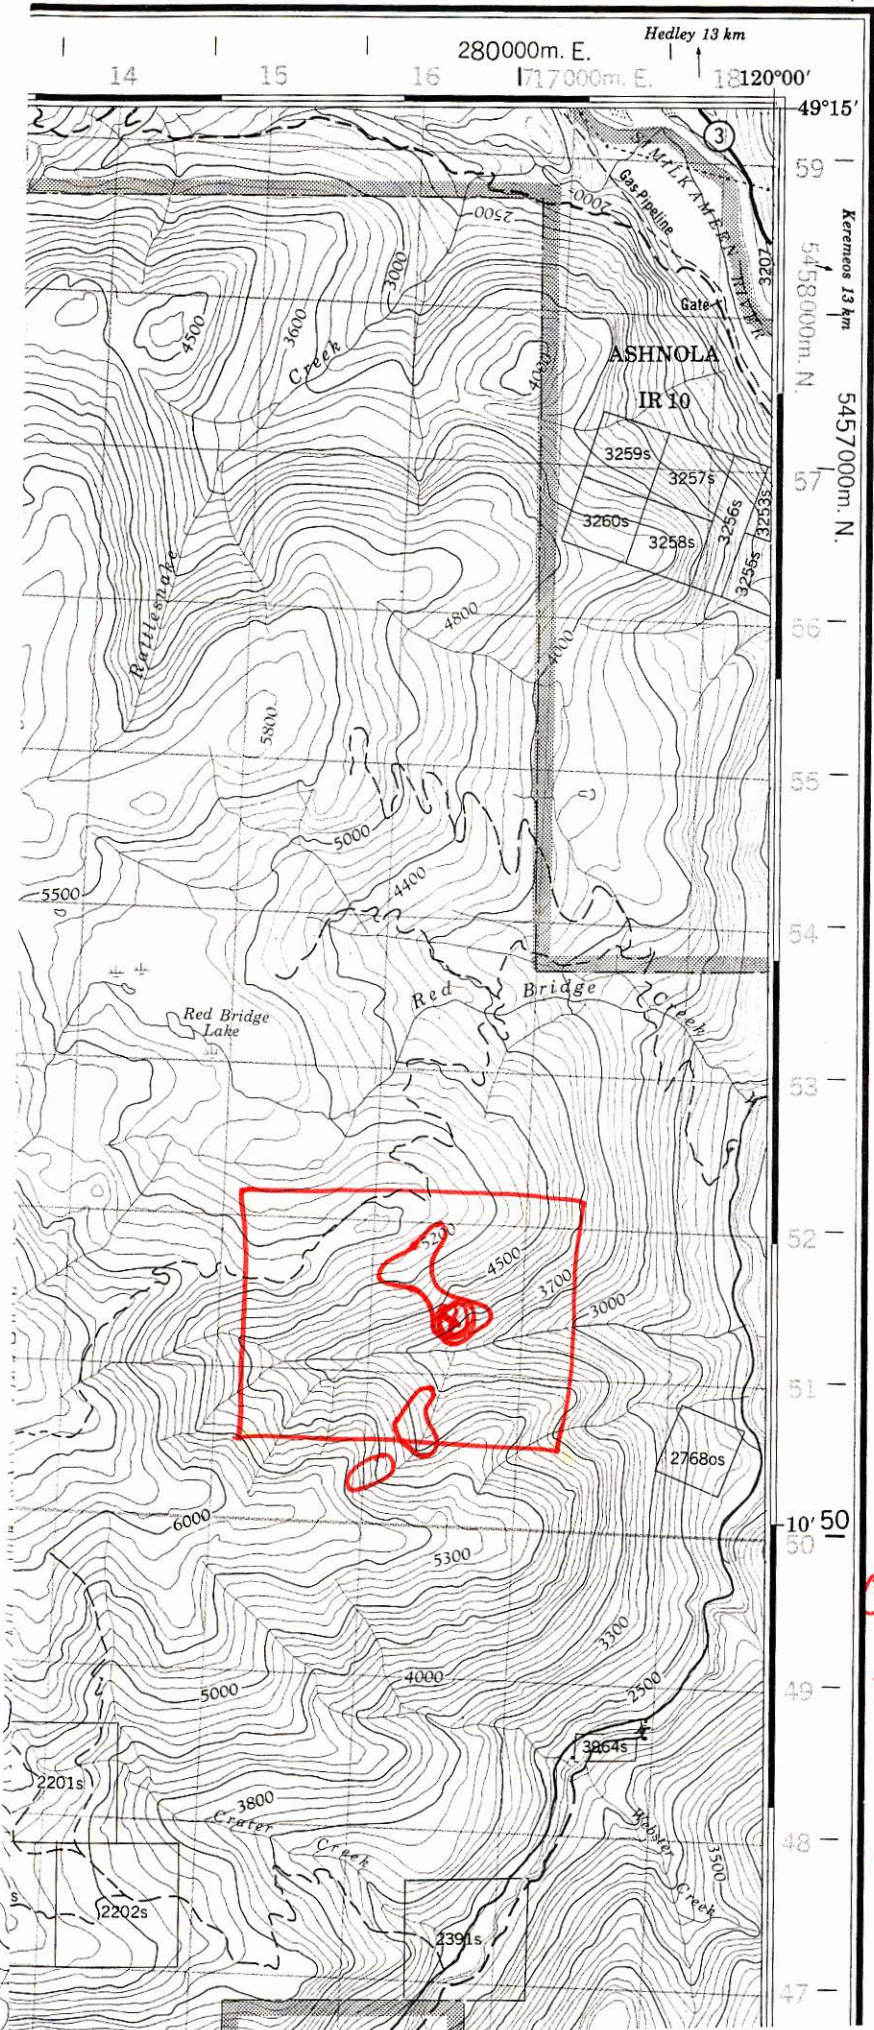 Hedley 13 km
280000m. E.
14 15 16 717000m. E. 18 120°00'
49°15'
3
59
SIMILKAMEEN RIVER
Gas Pipeline
2000
2500
Keremeos 13 km
3207
5458000m. N.
3000
Gate
4500
3600
Creek
4000
ASHNOLA
IR 10
5457000m. N.
3259s
3257s
57
3253s
3256s
3260s
3258s
3255s
Rattlesnake
4800
56
4000
5800
55
5000
4400
5500
54
Red Bridge Creek
Red Bridge
Lake
53
5200
52
4500
3700
3000
51
2768os
6000
10' 50
50
5300
3300
4000
5000
2500
49
3864s
2201s
3800
Crater
Creek
Webster
Creek
48
3500
s
2202s
2391s
47